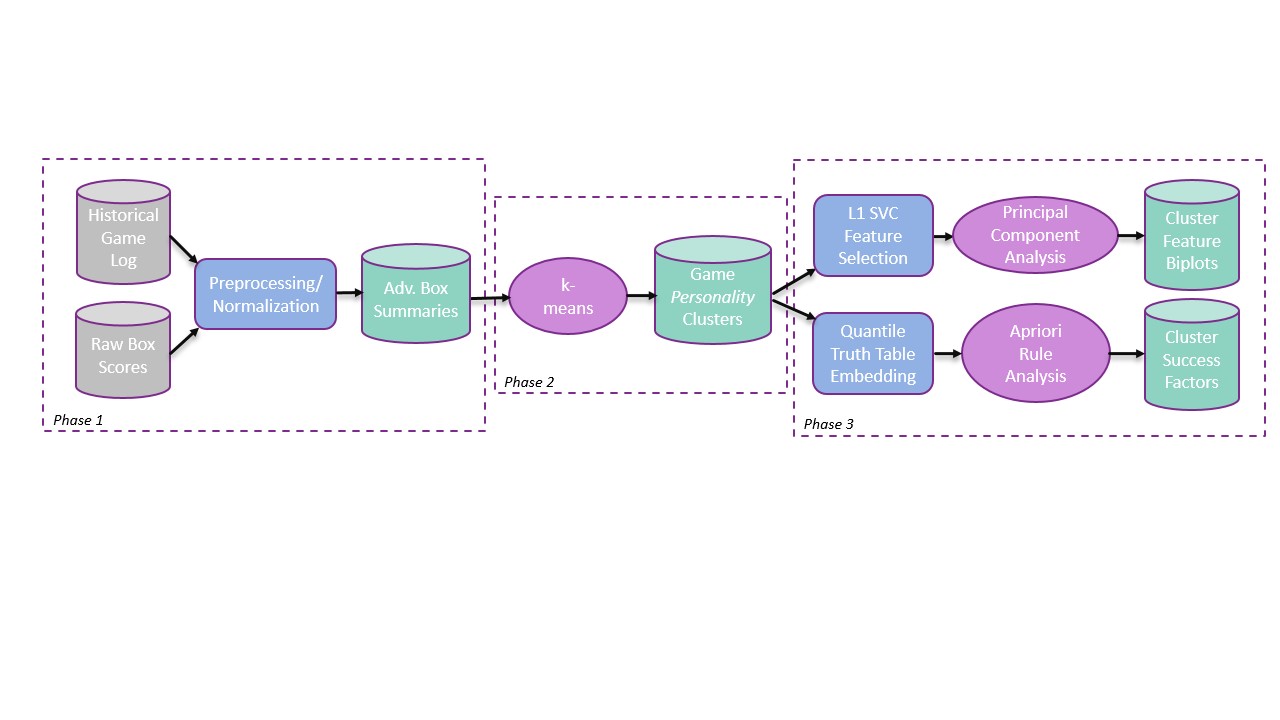 Historical
Game
Log
Raw Box
Scores
Preprocessing/
Normalization
Adv. Box
Summaries
Phase 1
k-
means
Game
Personality
Clusters
Phase 2
L1 SVC
Feature
Selection
Principal
Component
Analysis
Cluster
Feature
Biplots
Quantile
Truth Table
Embedding
Apriori
Rule
Analysis
Cluster
Success
Factors
Phase 3